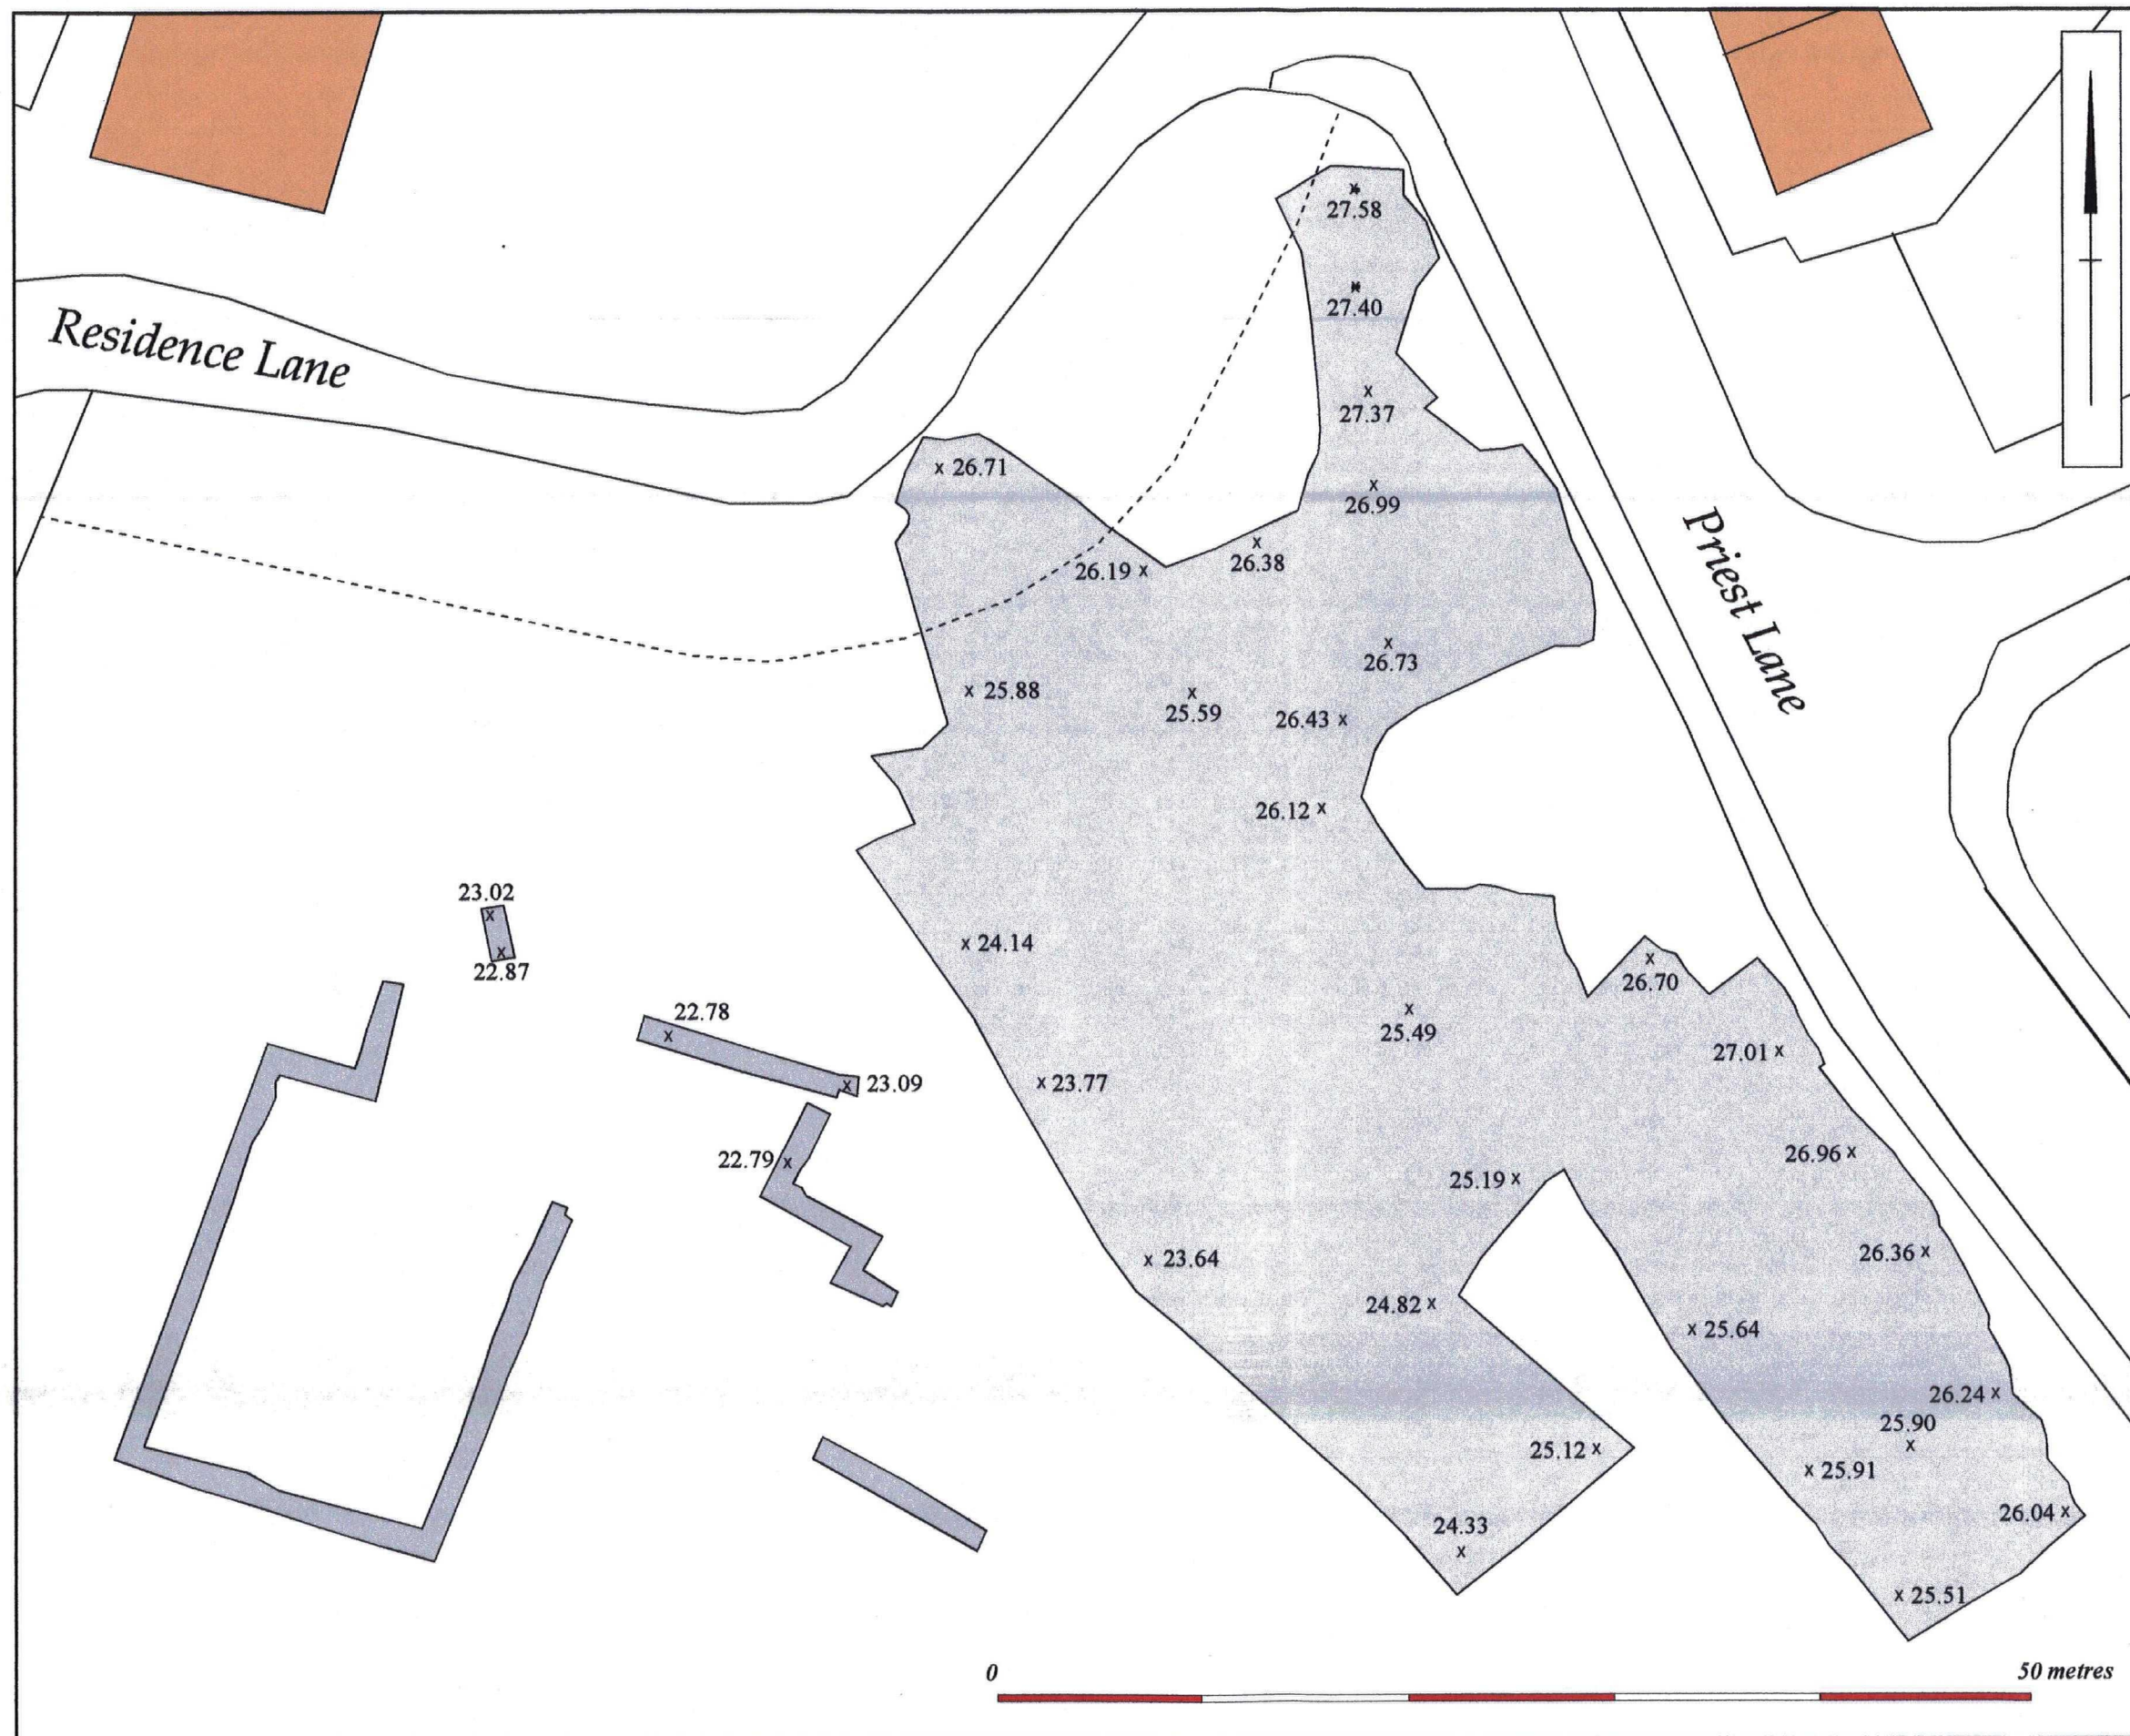 27.58
27.40
Residence Lane
27.37
26.71
26.99
Priest Lane
26.38
26.19 x
26.73
x 25.88
25.59
26.43 x
26.12 x
23.02
x 24.14
22.87
26.70
22.78
25.49
27.01 x
x 23.77
23.09
26.96 x
22.79
25.19 x
26.36 x
x 23.64
24.82 x
x 25.64
26.24 x
25.90
25.12 x
x 25.91
26.04 x
24.33
x 25.51
0
50 metres